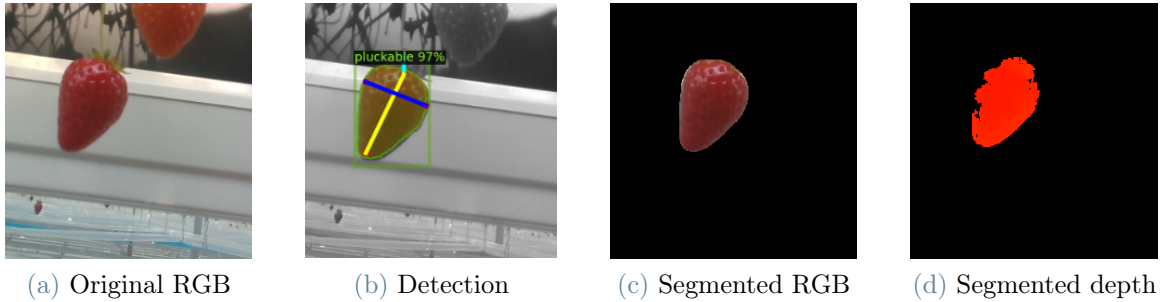 pluckable 97%
(a) Original RGB
(b) Detection
(c) Segmented RGB
(d) Segmented depth